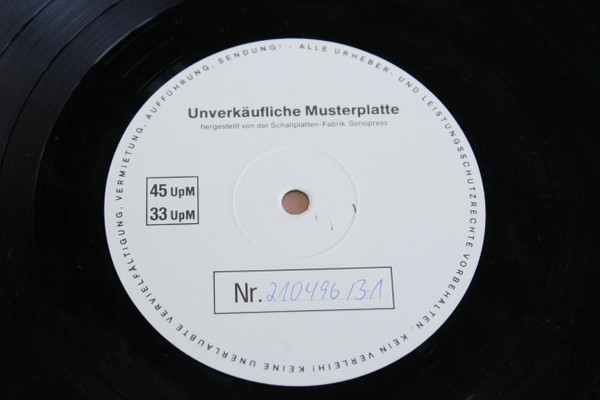 ALLE URHEBER- UND LEISTUNGSSCHUTZRECHTE VORBEHALTEN. KEIN VERLEIH! KEINE UNERLAUBTE VERVIELFÄLTIGUNG, VERMIETUNG, AUFFÜHRUNG, SENDUNG! -
Unverkäufliche Musterplatte
hergestellt von der Schallplatten-Fabrik Sonopress
45 UpM
33 UpM
Nr. 210496 13-1